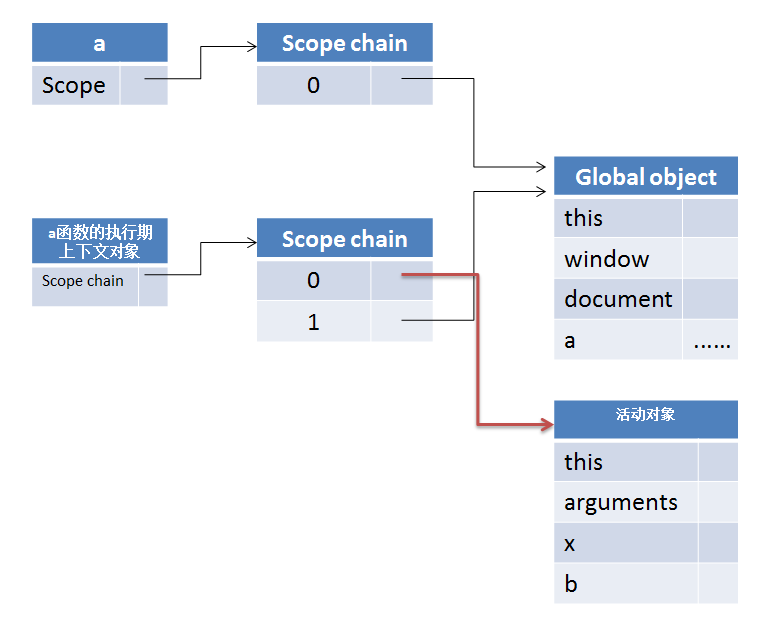 a
Scope
Scope chain
0
Global object
this
window
document
a ......
a函数的执行期
上下文对象
Scope chain
Scope chain
0
1
活动对象
this
arguments
x
b